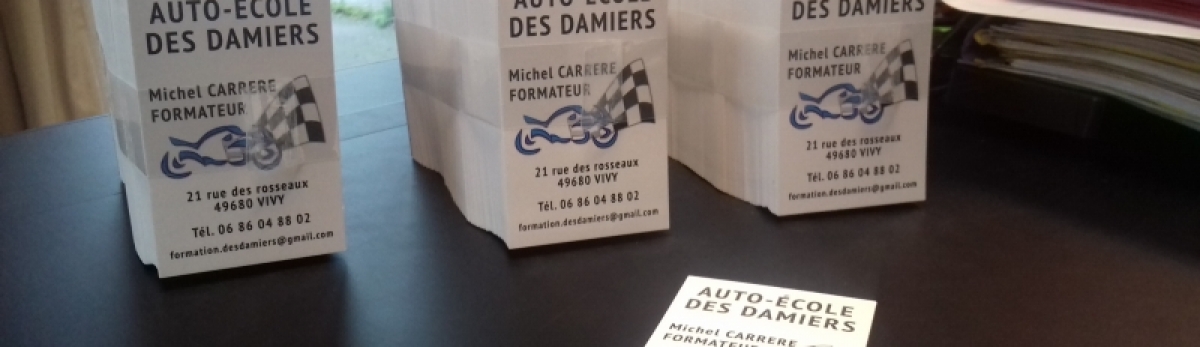 AUTO-ÉCOLE
DES DAMIERS
Michel CARRERE
FORMATEUR
21 rue des rosseaux
49680 VIVY
Tél. 06 86 04 88 02
formation.desdamiers@gmail.com
AUTO-ÉCOLE
DES DAMIERS
Michel CARRERE
FORMATEUR
21 rue des rosseaux
49680 VIVY
Tél. 06 86 04 88 02
formation.desdamiers@gmail.com
DES DAMIERS
Michel CARRERE
FORMATEUR
21 rue des rosseaux
49680 VIVY
Tél. 06 86 04 88 02
formation.desdamiers@gmail.com
AUTO-ÉCOLE
DES DAMIERS
Michel CARRERE
FORMATEUR